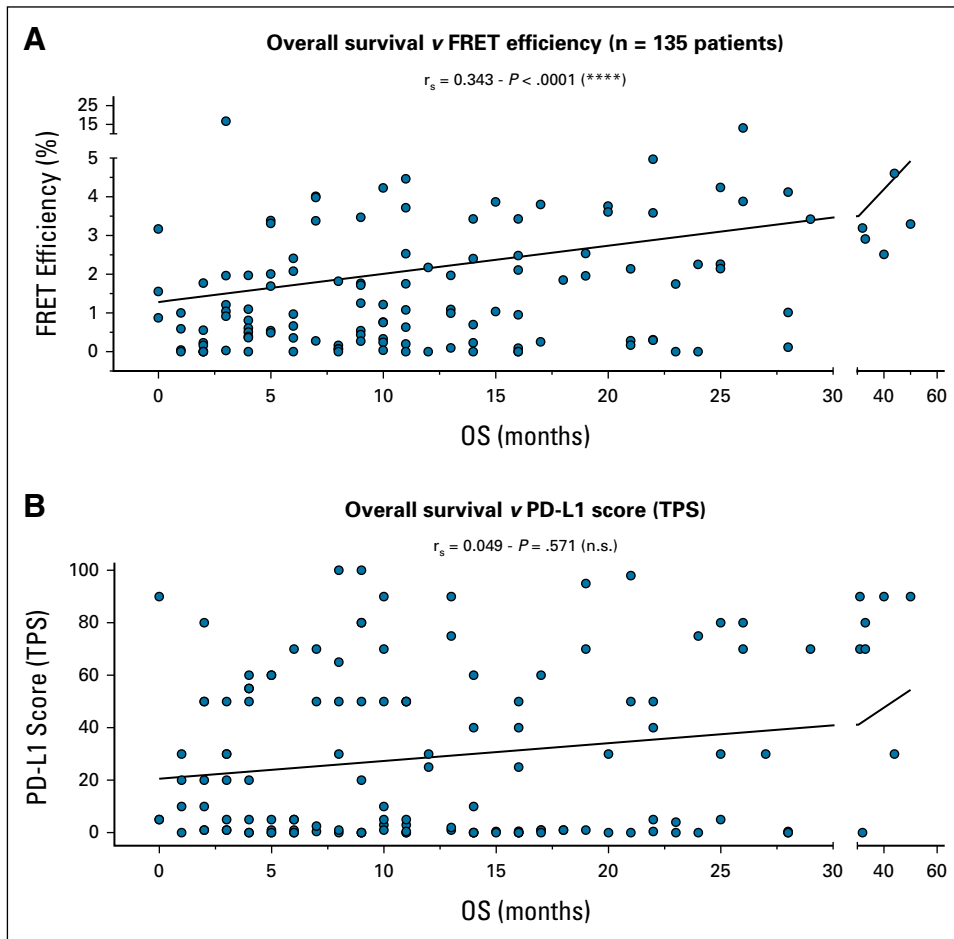 A
Overall survival v FRET efficiency (n = 135 patients)
rs = 0.343 - P < .0001 (****)
25
15
5
4
3
2
1
0
FRET Efficiency (%)
0 5 10 15 20 25 30 40 60
OS (months)
B
Overall survival v PD-L1 score (TPS)
rs = 0.049 - P = .571 (n.s.)
100
80
60
40
20
0
PD-L1 Score (TPS)
0 5 10 15 20 25 30 40 60
OS (months)